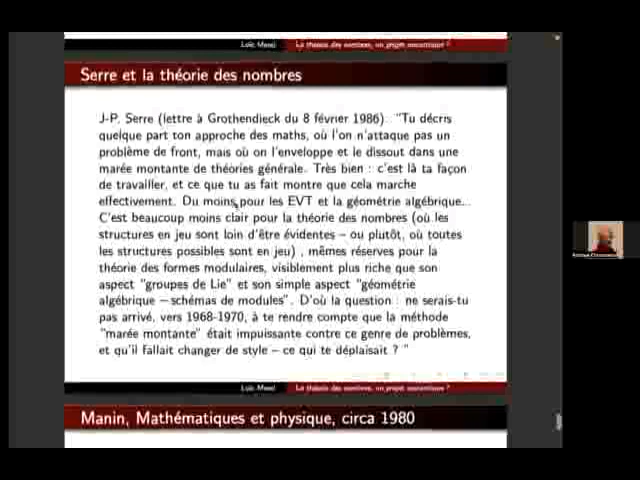 Loïc Merel La théorie des nombres, un projet romantique ?
Serre et la théorie des nombres
J-P. Serre (lettre à Grothendieck du 8 février 1986). "Tu décris
quelque part ton approche des maths, où l'on n'attaque pas un
problème de front, mais où on l'enveloppe et le dissout dans une
marée montante de théories générale. Très bien : c'est là ta façon
de travailler, et ce que tu as fait montre que cela marche
effectivement. Du moins pour les EVT et la géométrie algébrique...
C'est beaucoup moins clair pour la théorie des nombres (où les
structures en jeu sont loin d'être évidentes – ou plutôt, où toutes
les structures possibles sont en jeu) , mêmes réserves pour la
théorie des formes modulaires, visiblement plus riche que son
aspect "groupes de Lie" et son simple aspect "géométrie
algébrique – schémas de modules". D'où la question : ne serais-tu
pas arrivé, vers 1968-1970, à te rendre compte que la méthode
"marée montante" était impuissante contre ce genre de problèmes,
et qu'il fallait changer de style – ce qui te déplaisait ? "
Loïc Merel La théorie des nombres, un projet romantique ?
Manin, Mathématiques et physique, circa 1980